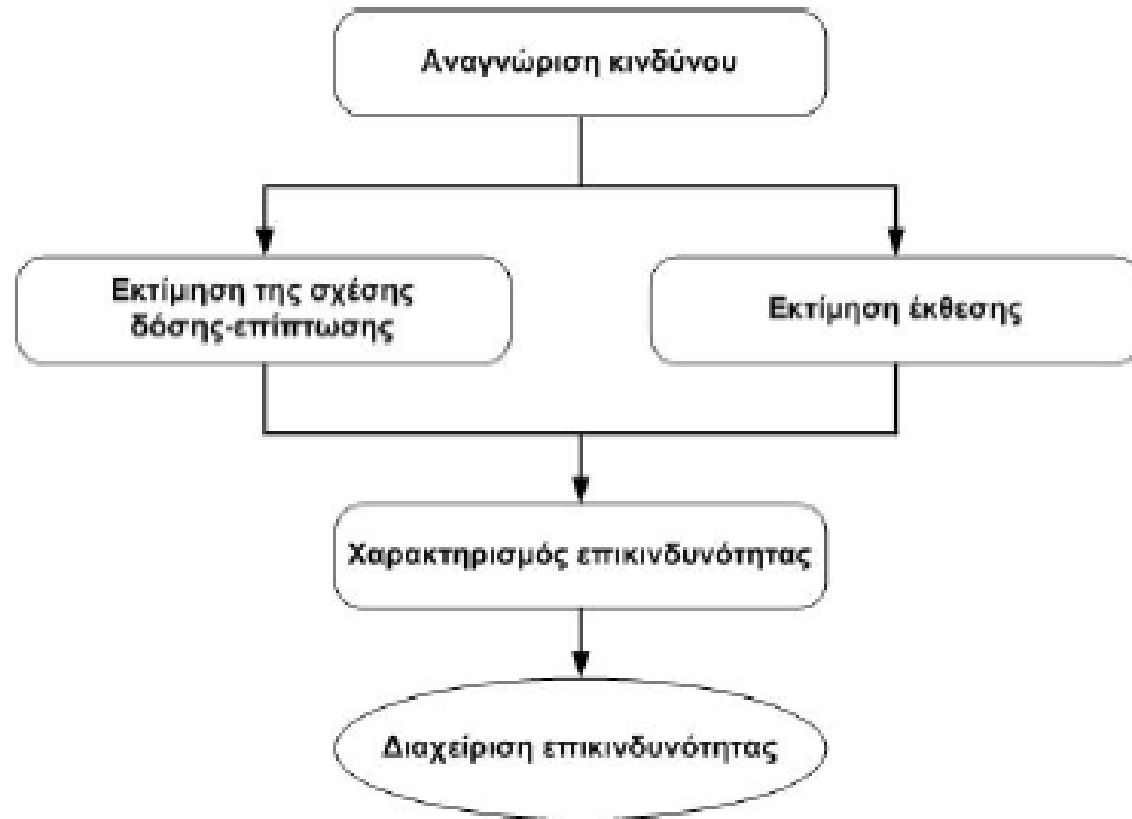 Αναγνώριση κινδύνου
Εκτίμηση της σχέσης
δόσης-επίπτωσης
Εκτίμηση έκθεσης
Χαρακτηρισμός επικινδυνότητας
Διαχείριση επικινδυνότητας